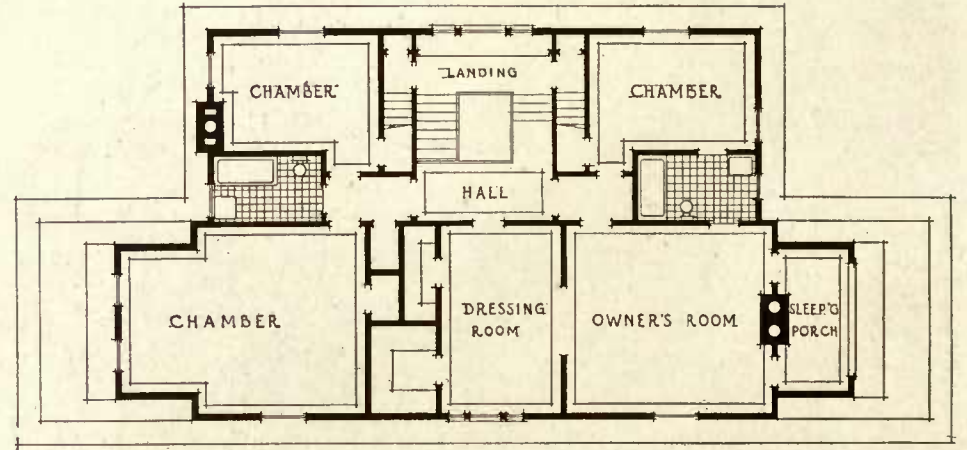 CHAMBER
LANDING
CHAMBER
HALL
CHAMBER
DRESSING
ROOM
OWNER'S ROOM
SLEEP'G
PORCH